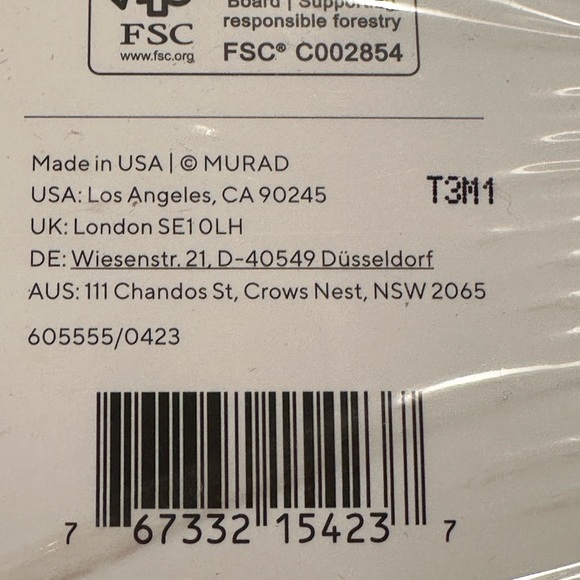 Board | Supporting
responsible forestry
FSC
www.fsc.org
FSC® C002854
Made in USA | © MURAD
USA: Los Angeles, CA 90245
T3M1
UK: London SE1 0LH
DE: Wiesenstr. 21, D-40549 Düsseldorf
AUS: 111 Chandos St, Crows Nest, NSW 2065
605555/0423
7 67332 15423 7